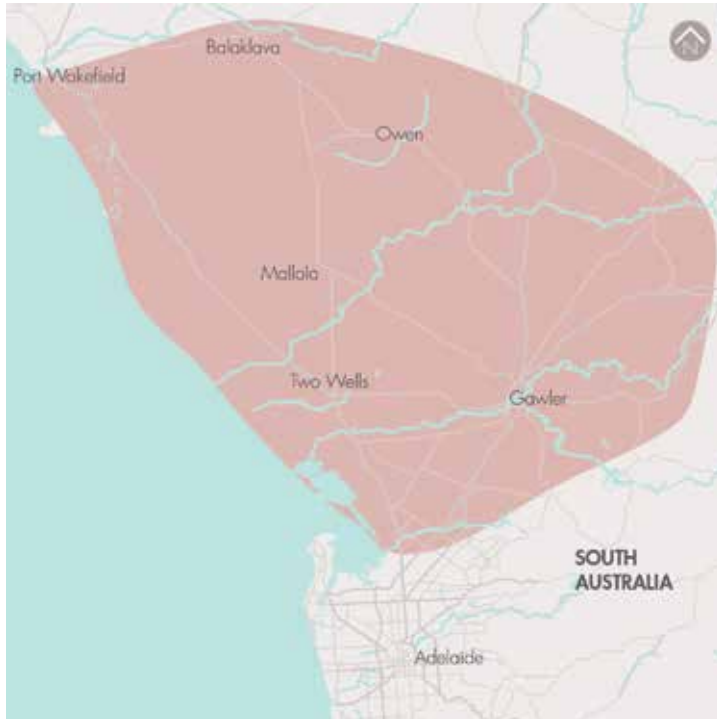 N
Balaklava
Port Wakefield
Owen
Mallala
Two Wells
Gawler
SOUTH
AUSTRALIA
Adelaide